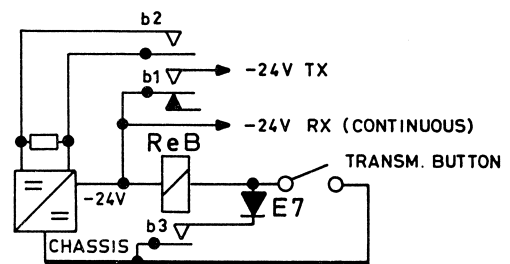 b2
b1
-24V TX
-24V RX (CONTINUOUS)
ReB
TRANSM. BUTTON
-24V
E7
b3
CHASSIS